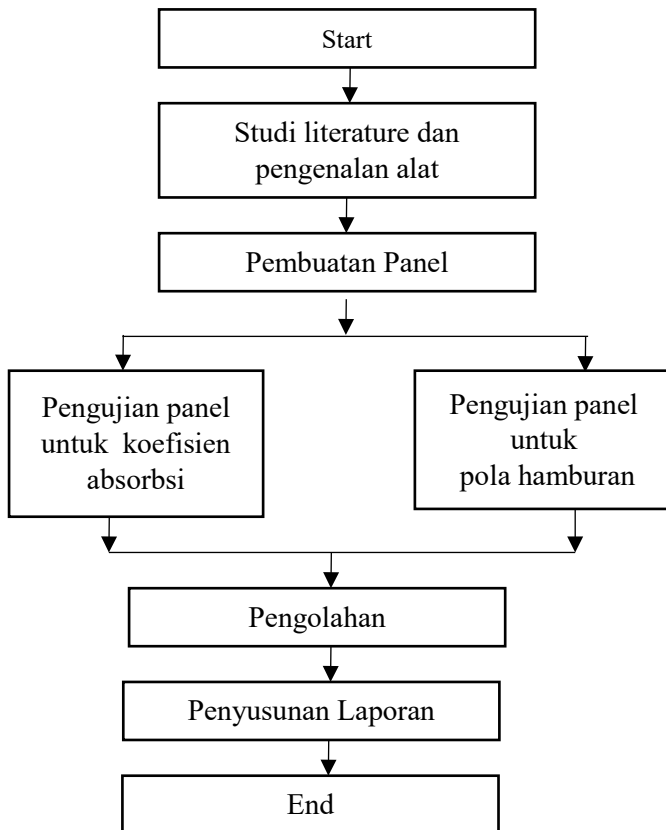 Start
Studi literature dan
pengenalan alat
Pembuatan Panel
Pengujian panel
untuk koefisien
absorbsi
Pengujian panel
untuk
pola hamburan
Pengolahan
Penyusunan Laporan
End